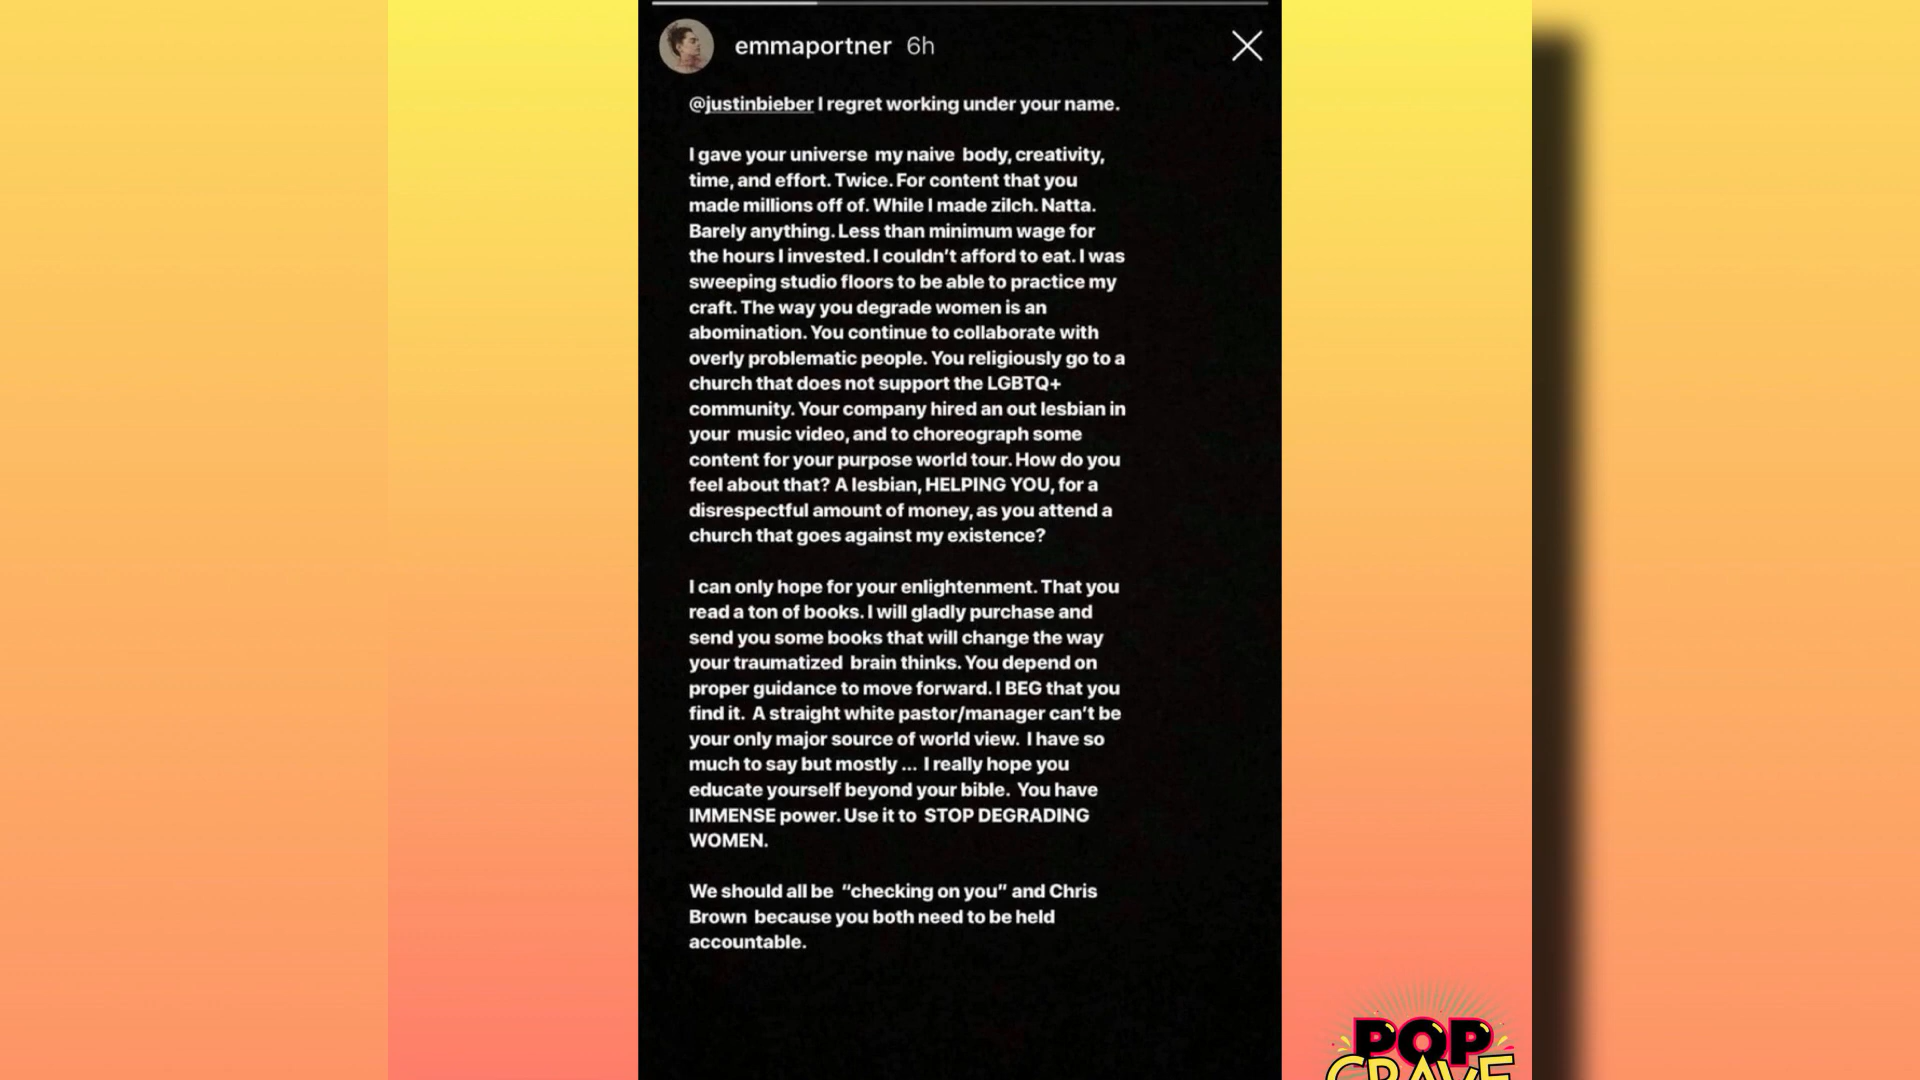 emmaportner 6h
@justinbieber I regret working under your name.
I gave your universe my naive body, creativity,
time, and effort. Twice. For content that you
made millions off of. While I made zilch. Natta.
Barely anything. Less than minimum wage for
the hours I invested. I couldn't afford to eat. I was
sweeping studio floors to be able to practice my
craft. The way you degrade women is an
abomination. You continue to collaborate with
overly problematic people. You religiously go to a
church that does not support the LGBTQ+
community. Your company hired an out lesbian in
your music video, and to choreograph some
content for your purpose world tour. How do you
feel about that? A lesbian, HELPING YOU, for a
disrespectful amount of money, as you attend a
church that goes against my existence?
I can only hope for your enlightenment. That you
read a ton of books. I will gladly purchase and
send you some books that will change the way
your traumatized brain thinks. You depend on
proper guidance to move forward. I BEG that you
find it. A straight white pastor/manager can't be
your only major source of world view. I have so
much to say but mostly ... I really hope you
educate yourself beyond your bible. You have
IMMENSE power. Use it to STOP DEGRADING
WOMEN.
We should all be “checking on you” and Chris
Brown because you both need to be held
accountable.
POP
CRAVE